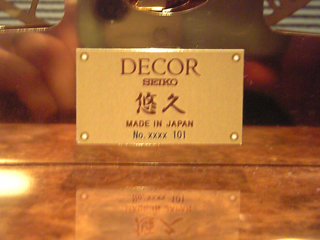 DECOR
SEIKO
悠久
MADE IN JAPAN
No. xxxx 101